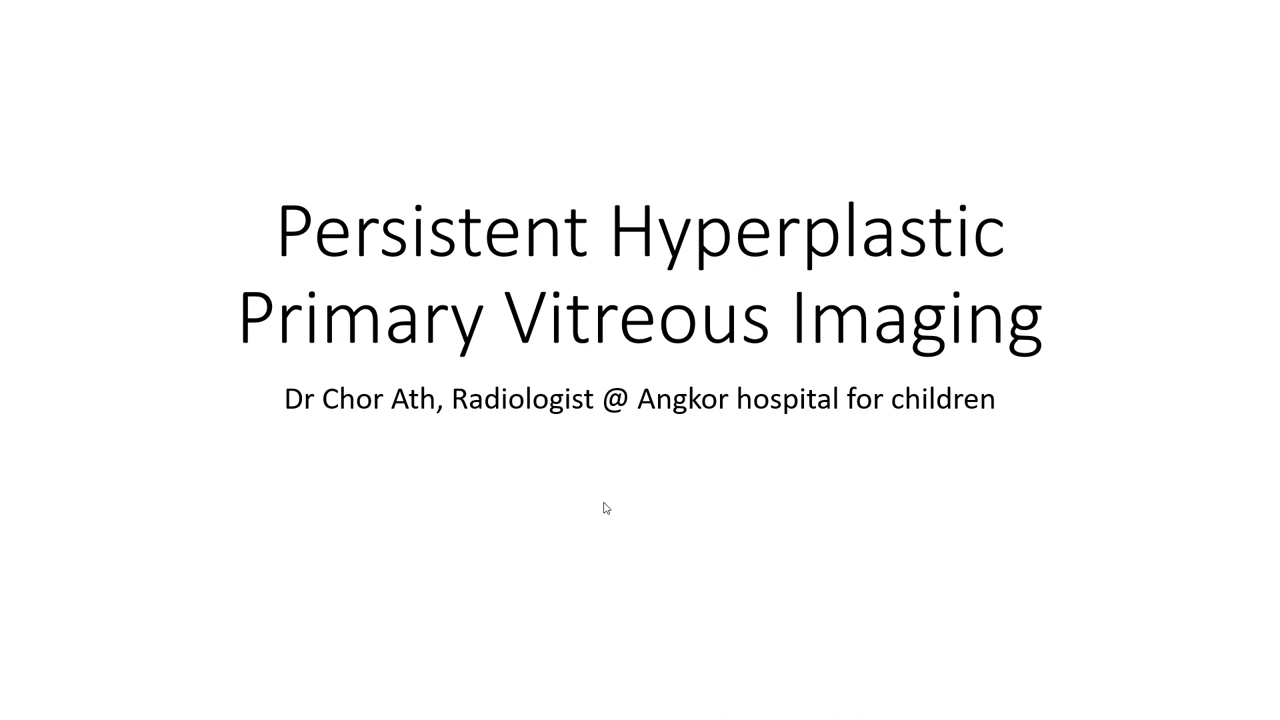 Persistent Hyperplastic
Primary Vitreous Imaging
Dr Chor Ath, Radiologist @ Angkor hospital for children